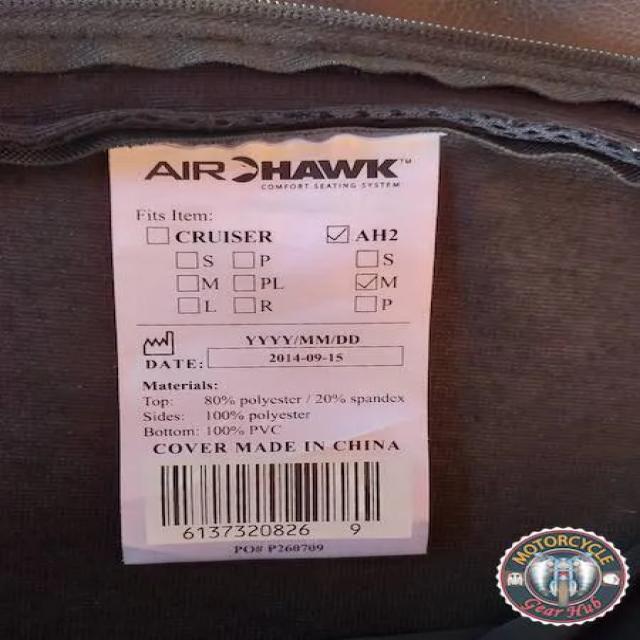 AIRHAWK™
COMFORT SEATING SYSTEM
Fits Item:
☐ CRUISER ☑ AH2
☐ S ☐ P ☐ S
☐ M ☐ PL ☑ M
☐ L ☐ R ☐ P
YYYY/MM/DD
DATE: 2014-09-15
Materials:
Top: 80% polyester / 20% spandex
Sides: 100% polyester
Bottom: 100% PVC
COVER MADE IN CHINA
6137320826 9
PO# P260709
MOTORCYCLE
Gear Hub